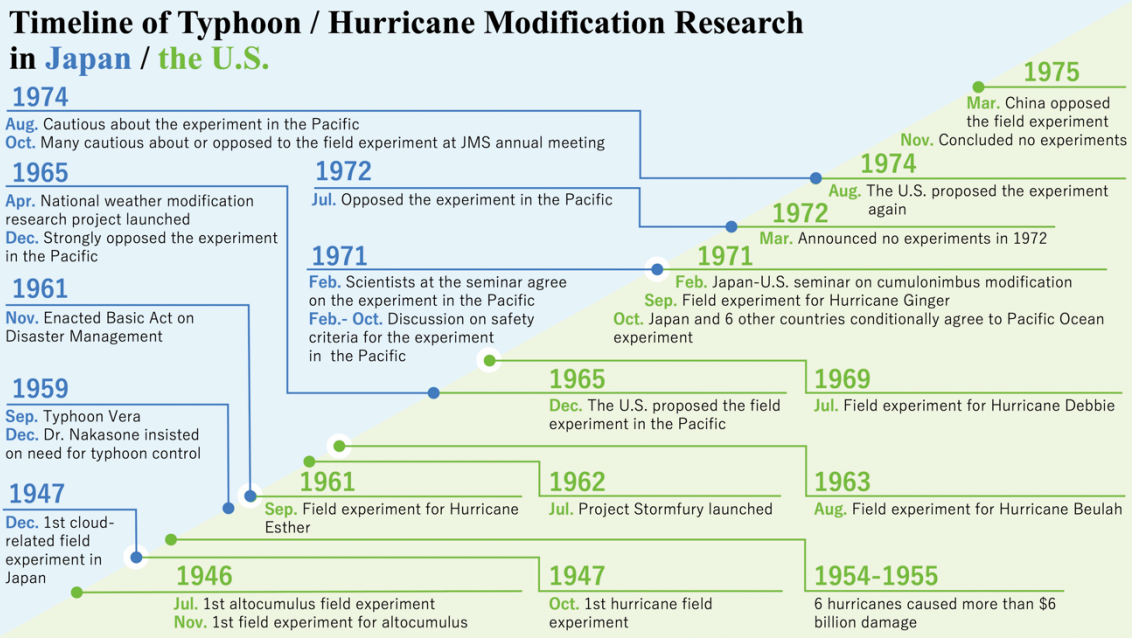 Timeline of Typhoon / Hurricane Modification Research
in Japan / the U.S.
1974
Aug. Cautious about the experiment in the Pacific
Oct. Many cautious about or opposed to the field experiment at JMS annual meeting
1965
Apr. National weather modification
research project launched
Dec. Strongly opposed the experiment
in the Pacific
1972
Jul. Opposed the experiment in the Pacific
1971
Feb. Scientists at the seminar agree
on the experiment in the Pacific
Feb.- Oct. Discussion on safety
criteria for the experiment
in the Pacific
1961
Nov. Enacted Basic Act on
Disaster Management
1959
Sep. Typhoon Vera
Dec. Dr. Nakasone insisted
on need for typhoon control
1947
Dec. 1st cloud-
related field
experiment in
Japan
1975
Mar. China opposed
the field experiment
Nov. Concluded no experiments
1974
Aug. The U.S. proposed the experiment
again
1972
Mar. Announced no experiments in 1972
1971
Feb. Japan-U.S. seminar on cumulonimbus modification
Sep. Field experiment for Hurricane Ginger
Oct. Japan and 6 other countries conditionally agree to Pacific Ocean
experiment
1965
Dec. The U.S. proposed the field
experiment in the Pacific
1969
Jul. Field experiment for Hurricane Debbie
1961
Sep. Field experiment for Hurricane
Esther
1962
Jul. Project Stormfury launched
1963
Aug. Field experiment for Hurricane Beulah
1946
Jul. 1st altocumulus field experiment
Nov. 1st field experiment for altocumulus
1947
Oct. 1st hurricane field
experiment
1954-1955
6 hurricanes caused more than $6
billion damage